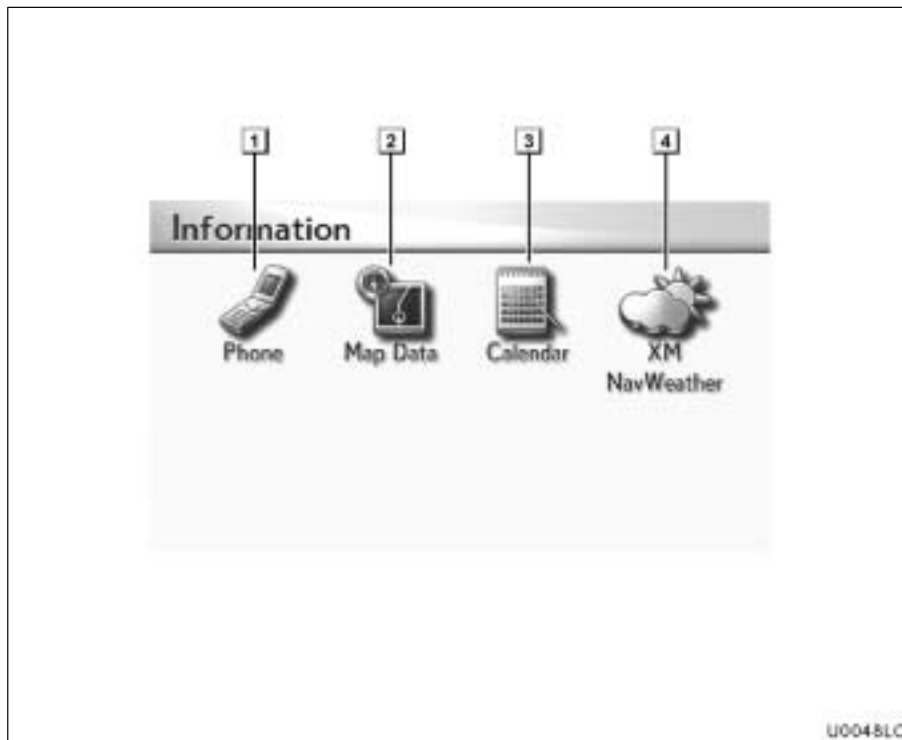 1 2 3 4
Information
Phone Map Data Calendar XM
NavWeather
U0048LC